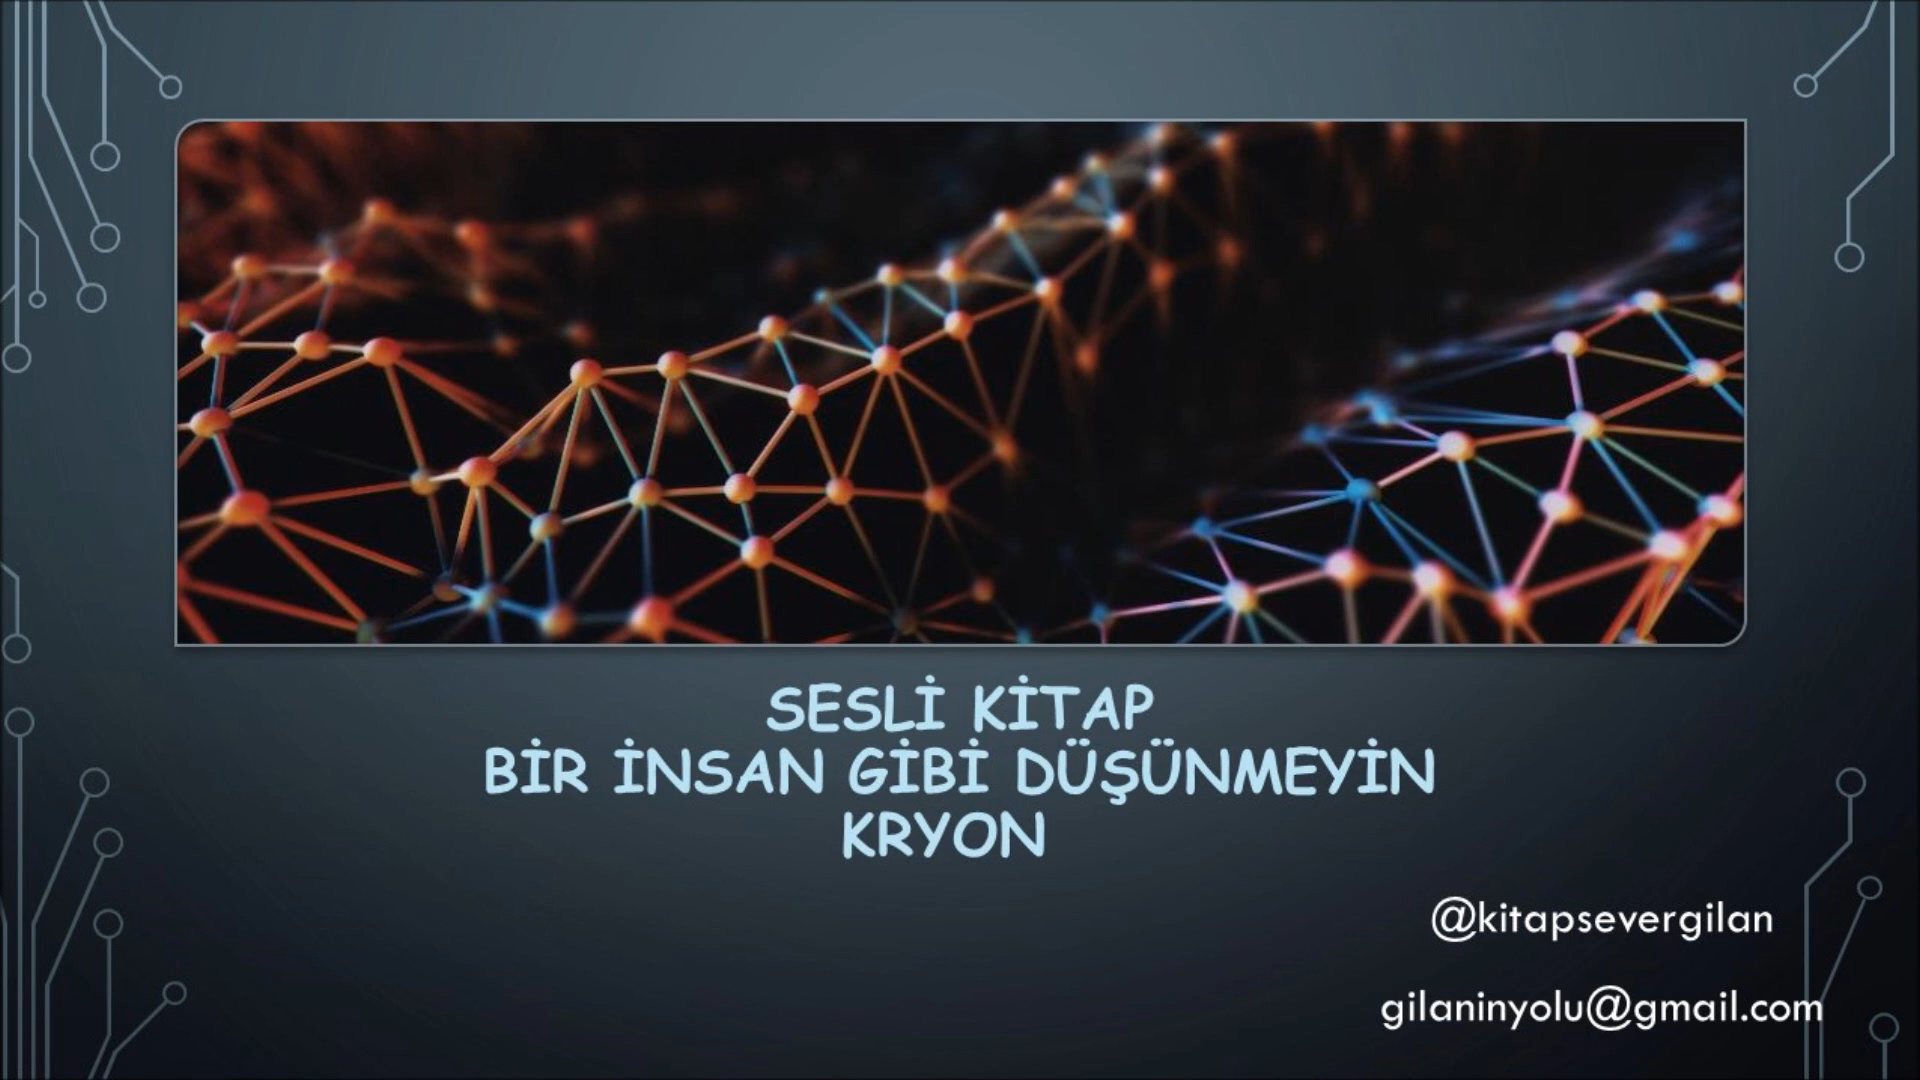 SESLİ KİTAP
BİR İNSAN GİBİ DÜŞÜNMEYİN
KRYON
@kitapsevergilan
gilaninyolu@gmail.com